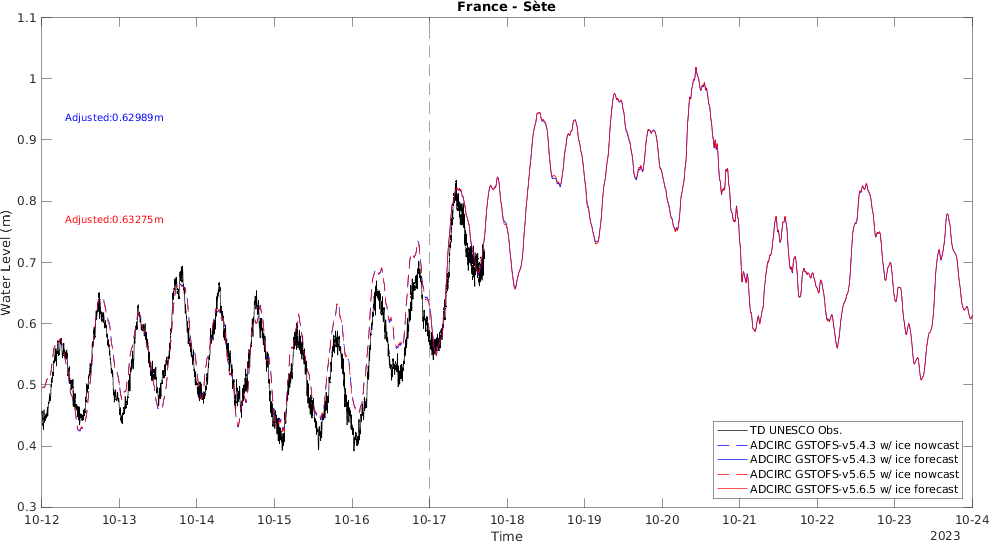 France - Sète
Water Level (m)
1.1
1
0.9
0.8
0.7
0.6
0.5
0.4
0.3
Adjusted:0.62989m
Adjusted:0.63275m
TD UNESCO Obs.
ADCIRC GSTOFS-v5.4.3 w/ ice nowcast
ADCIRC GSTOFS-v5.4.3 w/ ice forecast
ADCIRC GSTOFS-v5.6.5 w/ ice nowcast
ADCIRC GSTOFS-v5.6.5 w/ ice forecast
10-12 10-13 10-14 10-15 10-16 10-17 10-18 10-19 10-20 10-21 10-22 10-23 10-24
Time
2023